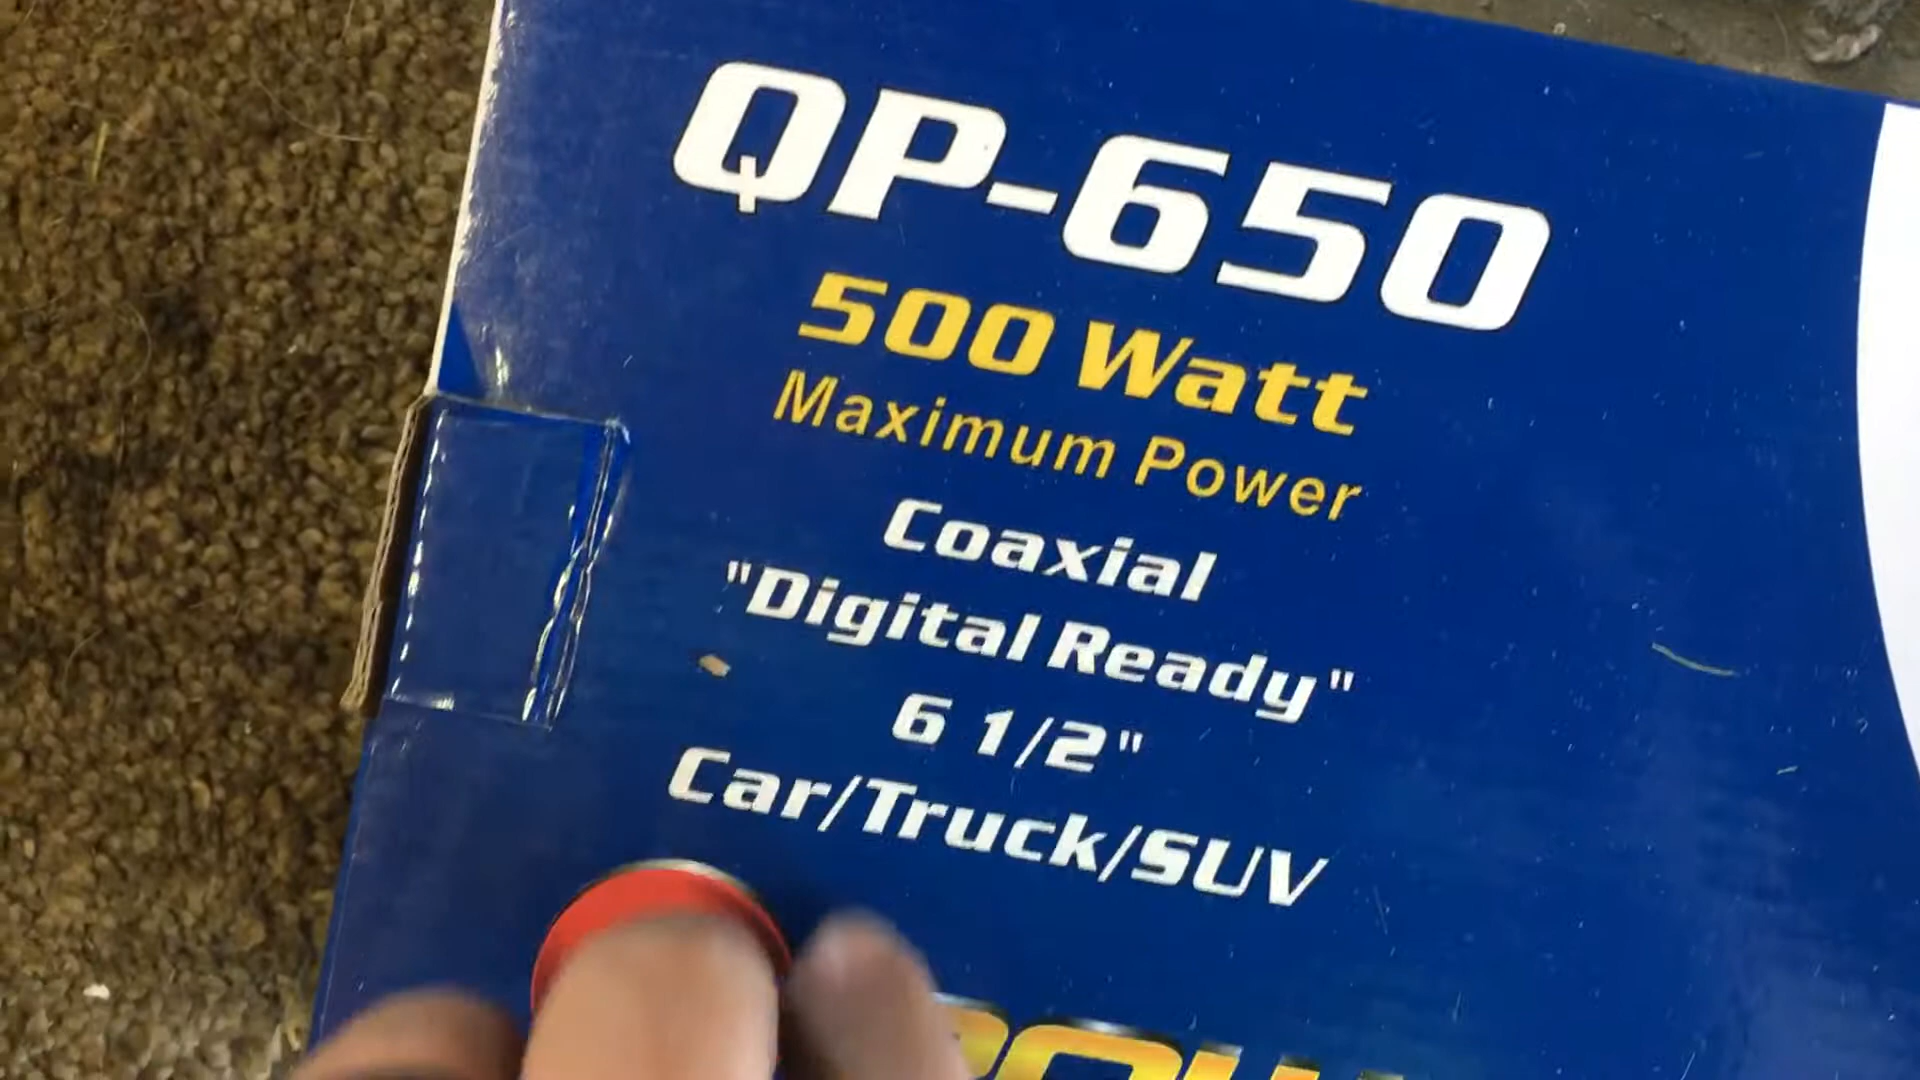 QP-650
500 Watt
Maximum Power
Coaxial
"Digital Ready"
6 1/2"
Car/Truck/SUV